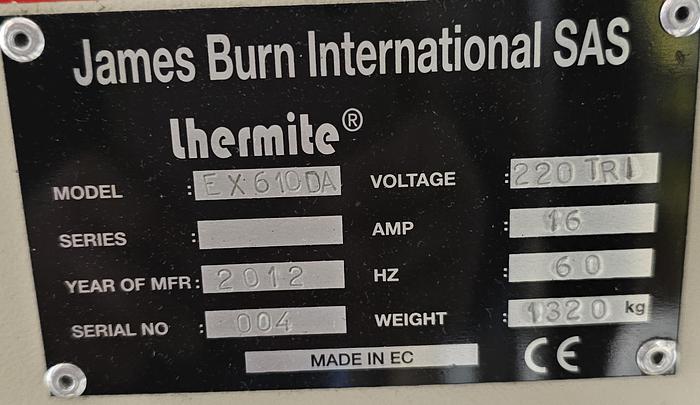 James Burn International SAS
lhermite®
MODEL : EX610DA VOLTAGE : 220 TRI
SERIES : AMP : 16
YEAR OF MFR : 2012 HZ : 60
SERIAL NO : 004 WEIGHT : 1320 kg
MADE IN EC CE